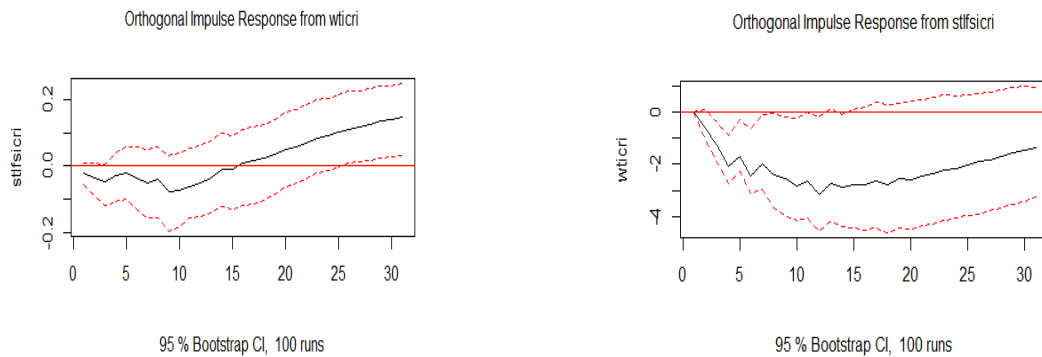 Orthogonal Impulse Response from wticri
stlfsicri
0.2
0.0
-0.2
0 5 10 15 20 25 30
95 % Bootstrap CI, 100 runs
Orthogonal Impulse Response from stlfsicri
wticri
0
-2
-4
0 5 10 15 20 25 30
95 % Bootstrap CI, 100 runs